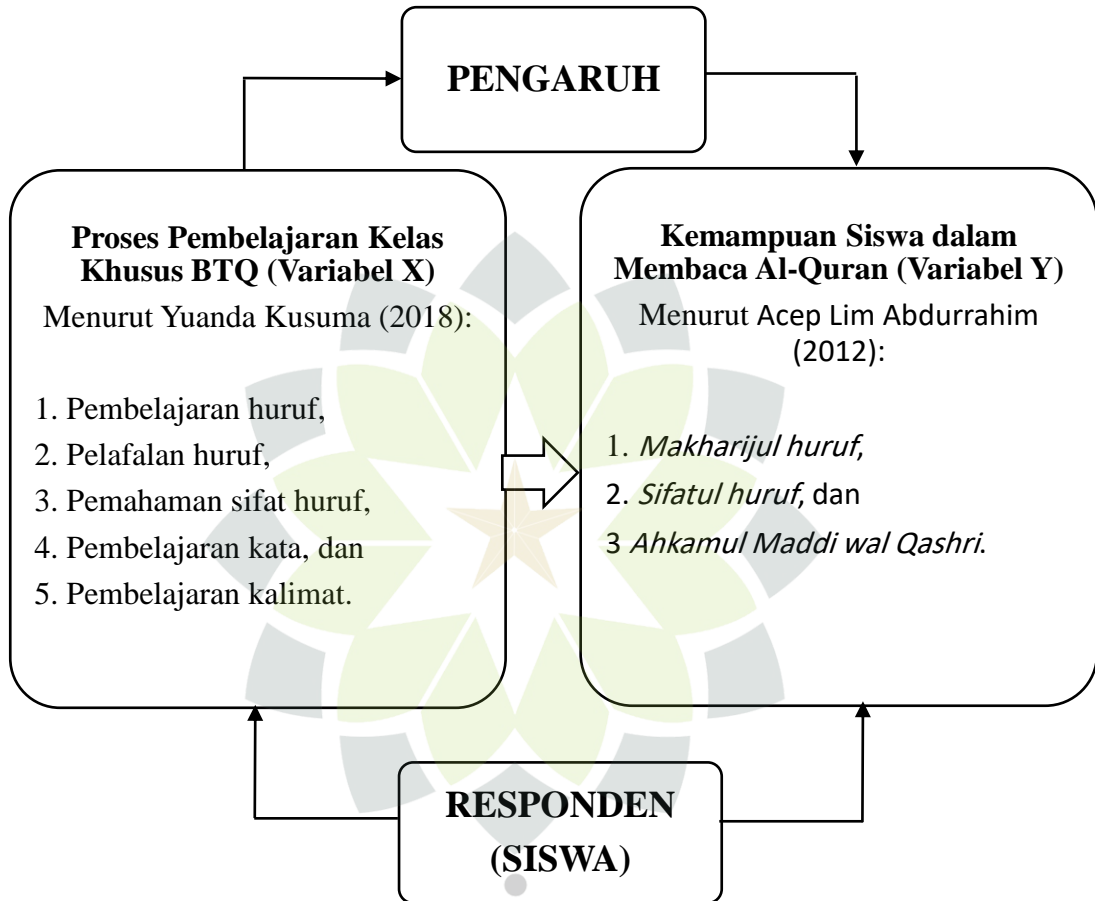 PENGARUH
Proses Pembelajaran Kelas
Khusus BTQ (Variabel X)
Menurut Yuanda Kusuma (2018):
1. Pembelajaran huruf,
2. Pelafalan huruf,
3. Pemahaman sifat huruf,
4. Pembelajaran kata, dan
5. Pembelajaran kalimat.
Kemampuan Siswa dalam
Membaca Al-Quran (Variabel Y)
Menurut Acep Lim Abdurrahim
(2012):
1. Makharijul huruf,
2. Sifatul huruf, dan
3 Ahkamul Maddi wal Qashri.
RESPONDEN
(SISWA)